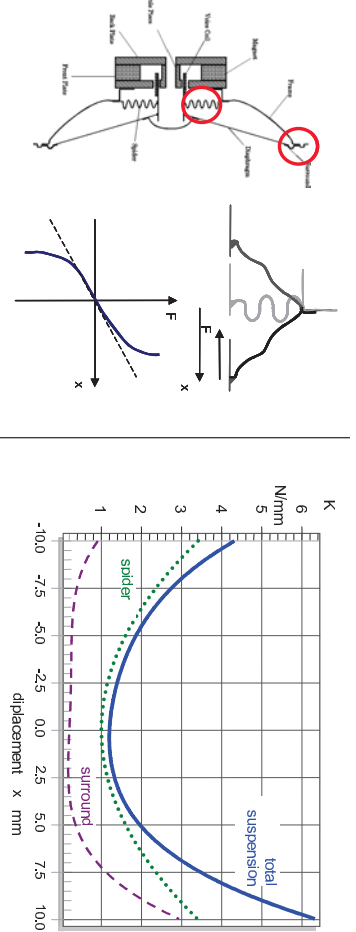 Back Plate
Pole Piece
Voice Coil
Magnet
Frame
Surround
Front Plate
Spider
Diaphragm
F
x
F
x
K
N/mm
6
5
4
3
2
1
total
suspension
spider
surround
-10.0 -7.5 -5.0 -2.5 0.0 2.5 5.0 7.5 10.0
diplacement x mm